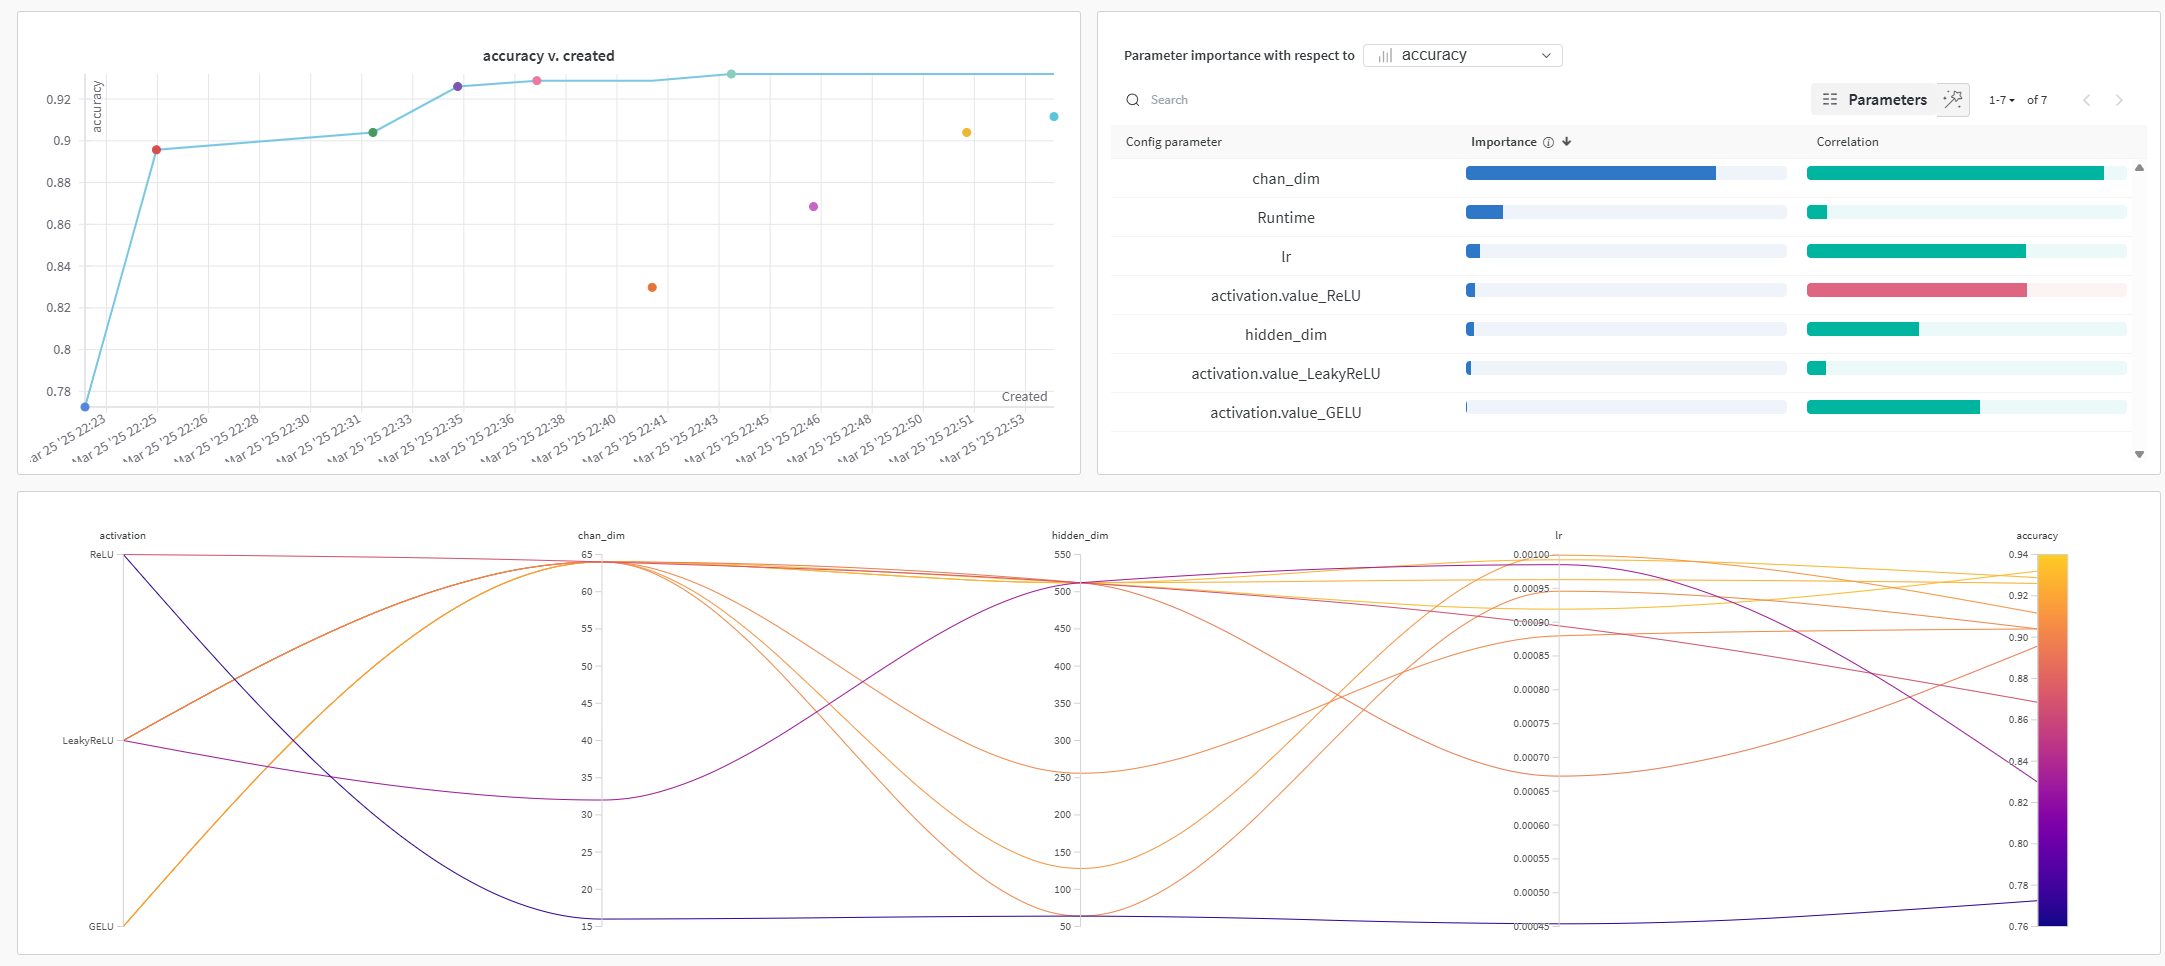 accuracy v. created
accuracy
0.92
0.9
0.88
0.86
0.84
0.82
0.8
0.78
Created
ar 25 '25 22:23
Mar 25 '25 22:25
Mar 25 '25 22:26
Mar 25 '25 22:28
Mar 25 '25 22:30
Mar 25 '25 22:31
Mar 25 '25 22:33
Mar 25 '25 22:35
Mar 25 '25 22:36
Mar 25 '25 22:38
Mar 25 '25 22:40
Mar 25 '25 22:41
Mar 25 '25 22:43
Mar 25 '25 22:45
Mar 25 '25 22:46
Mar 25 '25 22:48
Mar 25 '25 22:50
Mar 25 '25 22:51
Mar 25 '25 22:53
Parameter importance with respect to accuracy
Search Parameters 1-7 of 7
Config parameter Importance Correlation
chan_dim
Runtime
lr
activation.value_ReLU
hidden_dim
activation.value_LeakyReLU
activation.value_GELU
activation
ReLU
LeakyReLU
GELU
chan_dim
65
60
55
50
45
40
35
30
25
20
15
hidden_dim
550
500
450
400
350
300
250
200
150
100
50
lr
0.00100
0.00095
0.00090
0.00085
0.00080
0.00075
0.00070
0.00065
0.00060
0.00055
0.00050
0.00045
accuracy
0.94
0.92
0.90
0.88
0.86
0.84
0.82
0.80
0.78
0.76